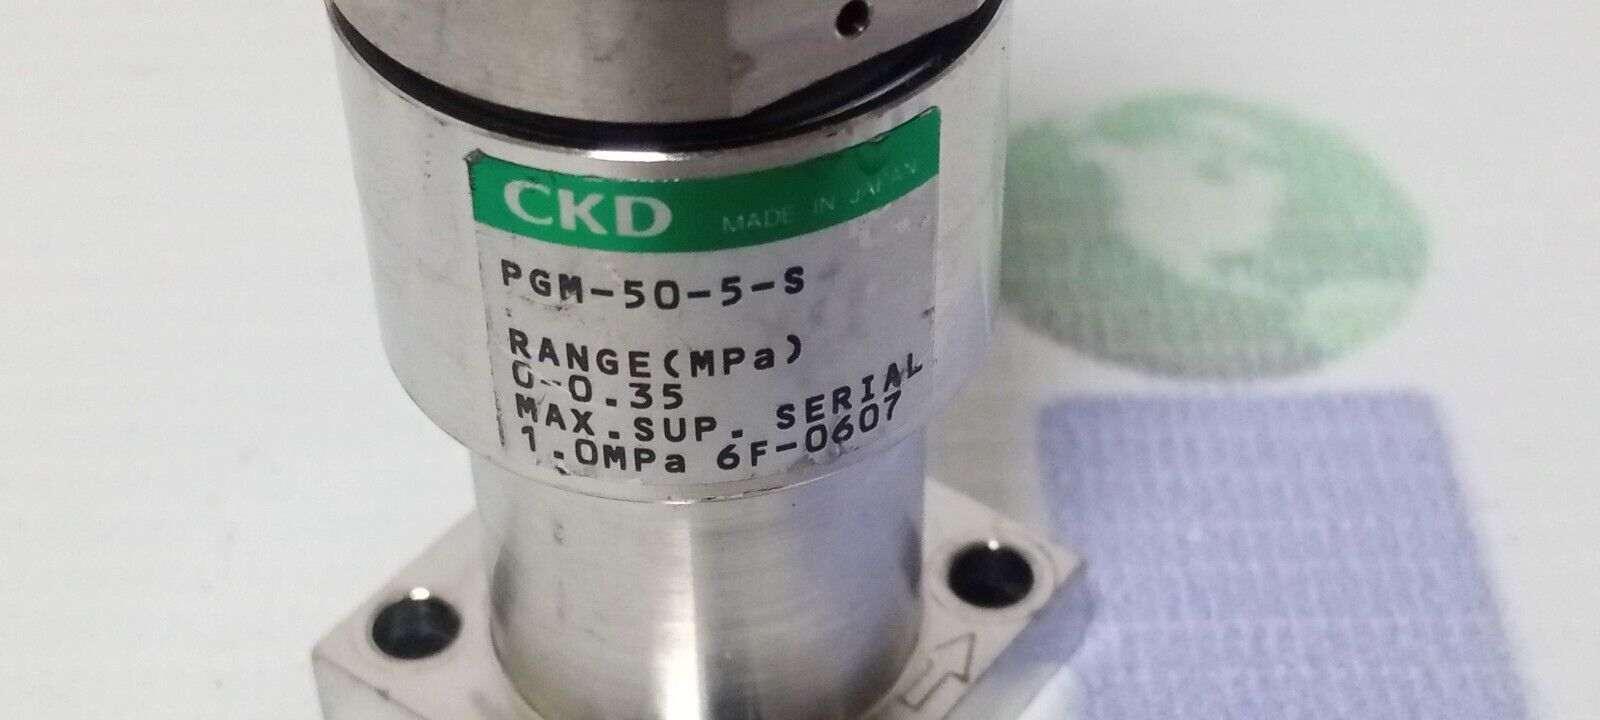 CKD MADE IN JAPAN
PGM-50-5-S
RANGE(MPa)
0-0.35
MAX.SUP. SERIAL
1.0MPa 6F-0607